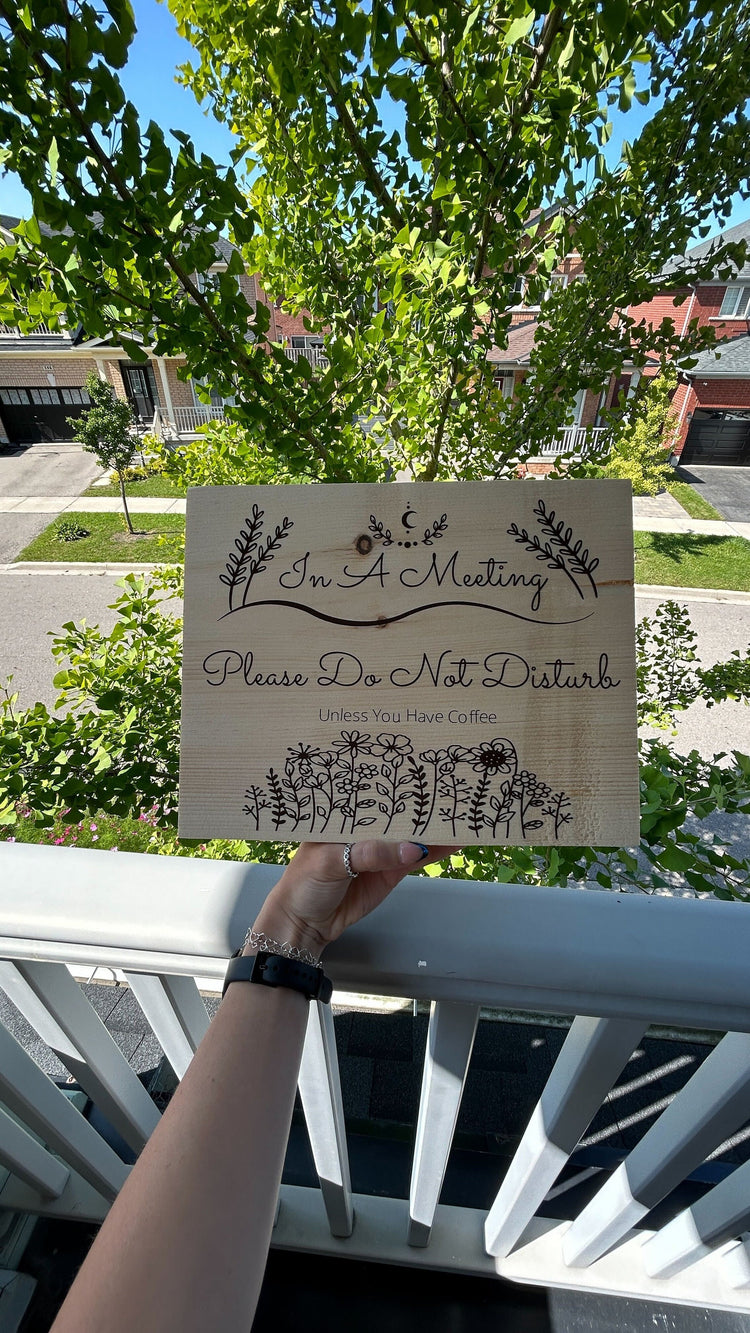 In A Meeting
Please Do Not Disturb
Unless You Have Coffee